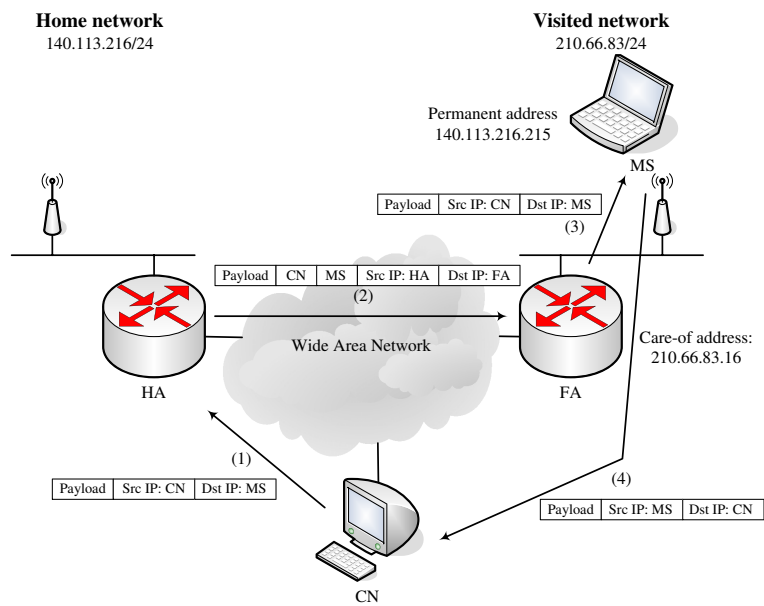 Home network
140.113.216/24
Visited network
210.66.83/24
Permanent address
140.113.216.215
MS
Payload Src IP: CN Dst IP: MS
(3)
Payload CN MS Src IP: HA Dst IP: FA
(2)
Wide Area Network
Care-of address:
210.66.83.16
HA
FA
(1)
Payload Src IP: CN Dst IP: MS
(4)
Payload Src IP: MS Dst IP: CN
CN